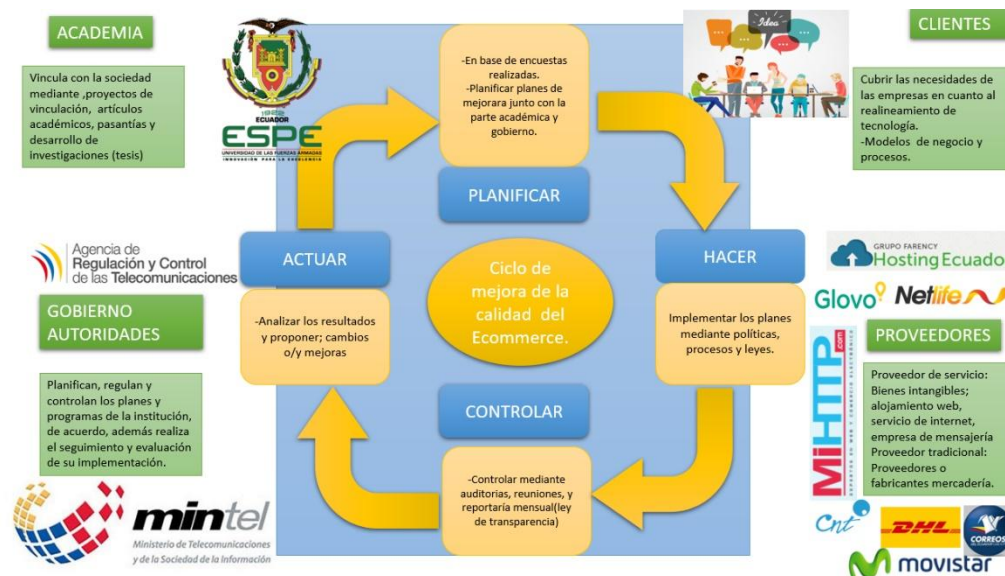 ACADEMIA
Vincula con la sociedad
mediante ,proyectos de
vinculación, artículos
académicos, pasantías y
desarrollo de
investigaciones (tesis)
ECUADOR
ESPE
UNIVERSIDAD DE LAS FUERZAS ARMADAS
INNOVACIÓN PARA LA EXCELENCIA
-En base de encuestas
realizadas.
-Planificar planes de
mejorara junto con la
parte académica y
gobierno.
PLANIFICAR
Idea
CLIENTES
Cubrir las necesidades de
las empresas en cuanto al
realineamiento de
tecnología.
-Modelos de negocio y
procesos.
Agencia de
Regulación y Control
de las Telecomunicaciones
ACTUAR
-Analizar los resultados
y proponer; cambios
o/y mejoras
Ciclo de
mejora de la
calidad del
Ecommerce.
HACER
Implementar los planes
mediante políticas,
procesos y leyes.
CONTROLAR
-Controlar mediante
auditorias, reuniones, y
reportaría mensual(ley
de transparencia)
GOBIERNO
AUTORIDADES
Planifican, regulan y
controlan los planes y
programas de la institución,
de acuerdo, además realiza
el seguimiento y evaluación
de su implementación.
mintel
Ministerio de Telecomunicaciones
y de la Sociedad de la Información
GRUPO FARENCY
Hosting Ecuado
Glovo
Netlife
MiHTTP.com
EXPERTOS EN WEB Y COMERCIO ELECTRÓNICO
PROVEEDORES
Proveedor de servicio:
Bienes intangibles;
alojamiento web,
servicio de internet,
empresa de mensajería
Proveedor tradicional:
Proveedores o
fabricantes mercadería.
Cnt
DHL
CORREOS
movistar